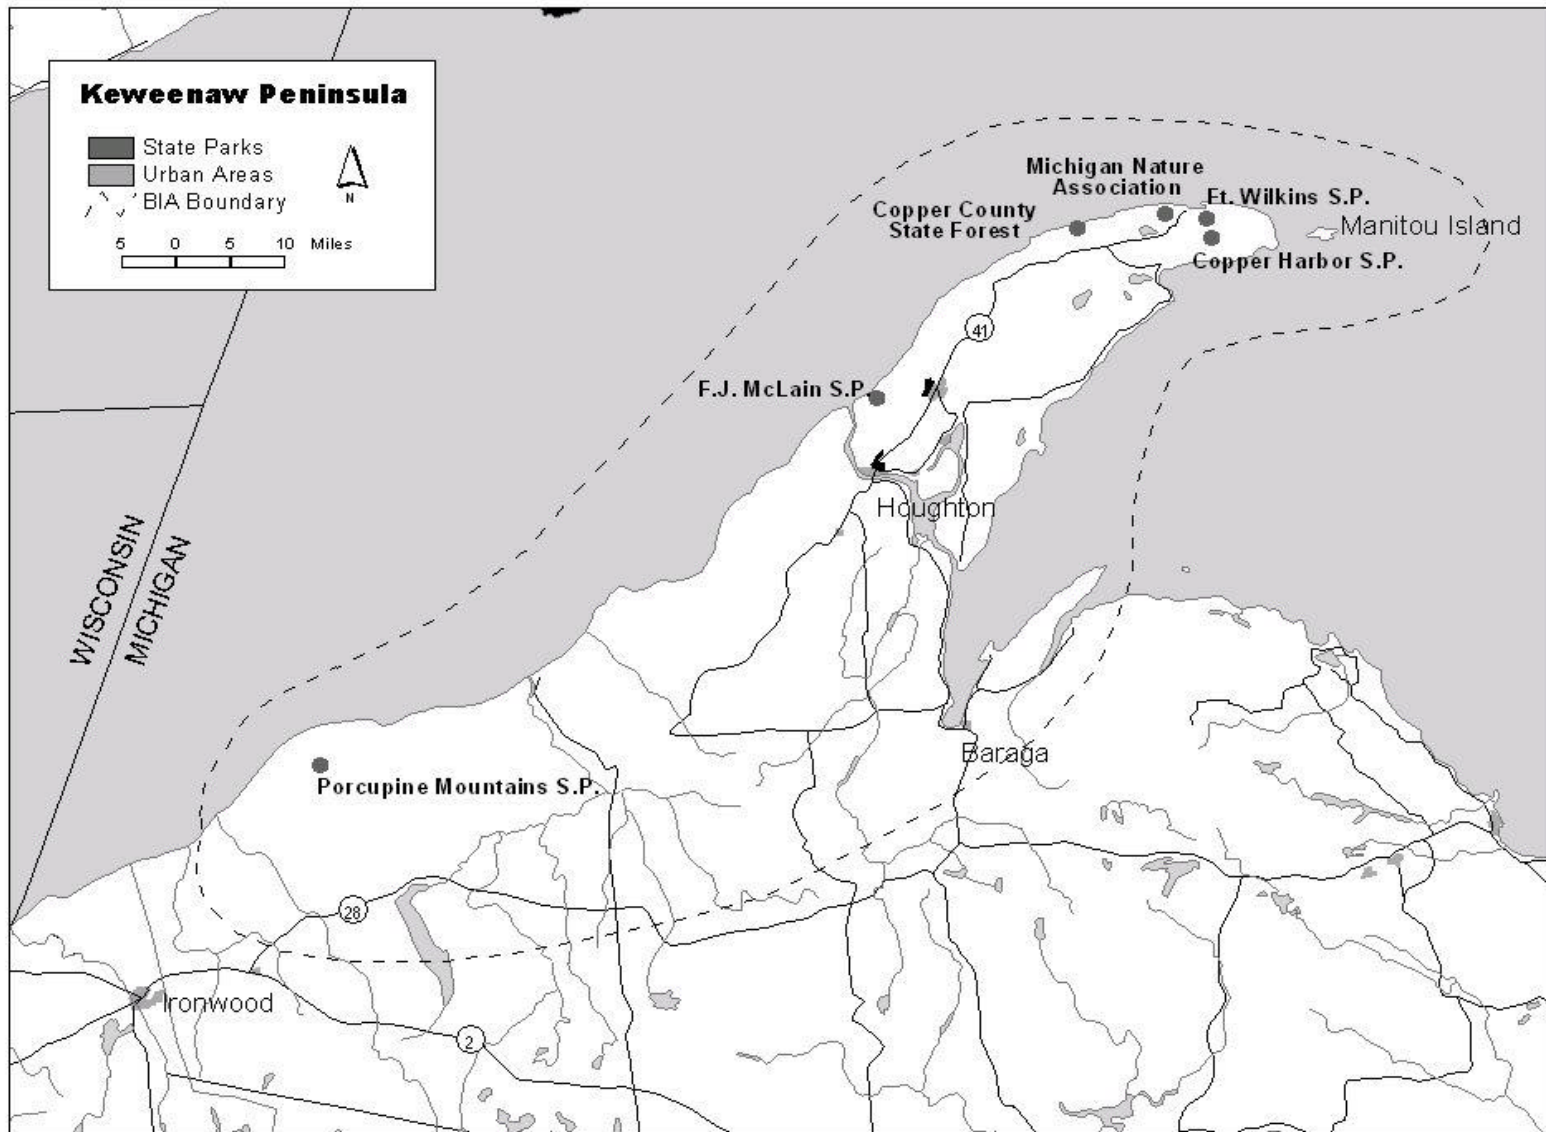 Keweenaw Peninsula
State Parks
Urban Areas
BIA Boundary
N
5 0 5 10 Miles
Michigan Nature
Association
Ft. Wilkins S.P.
Copper County
State Forest
Manitou Island
Copper Harbor S.P.
41
F.J. McLain S.P.
Houghton
WISCONSIN
MICHIGAN
Baraga
Porcupine Mountains S.P.
28
Ironwood
2